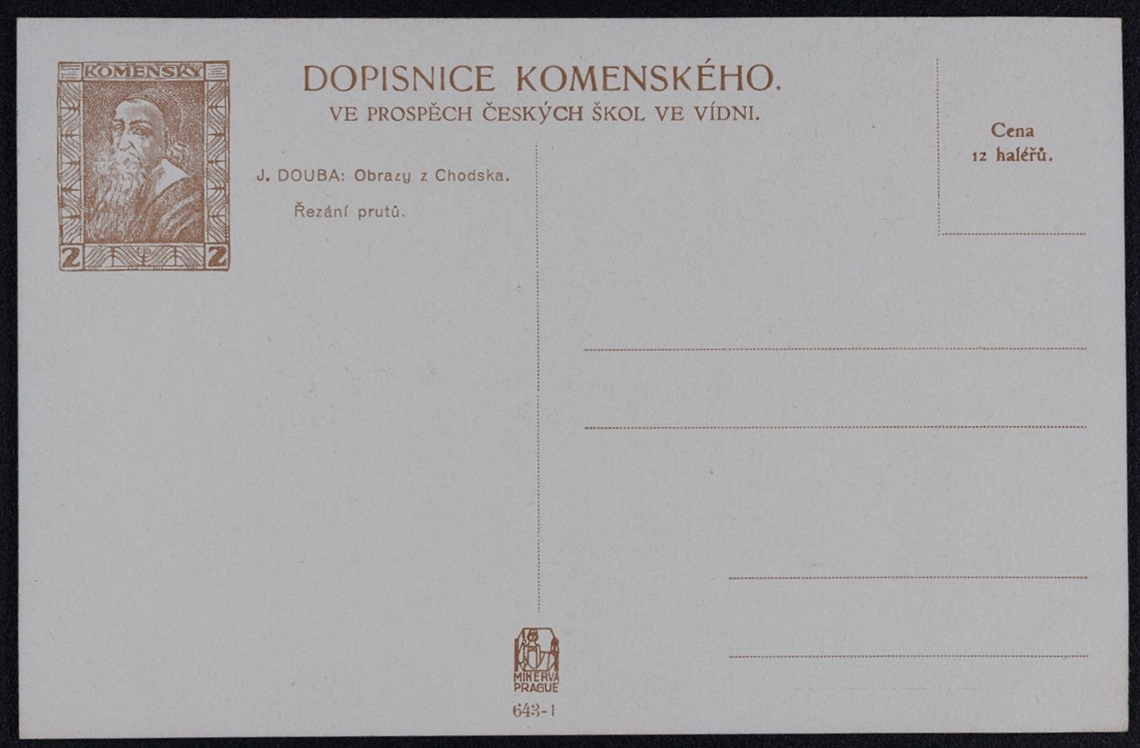 KOMENSKÝ
2 2
DOPISNICE KOMENSKÉHO.
VE PROSPĚCH ČESKÝCH ŠKOL VE VÍDNI.
J. DOUBA: Obrazy z Chodska.
Řezání prutů.
Cena
12 haléřů.
MINERVA
PRAGUE
643-1